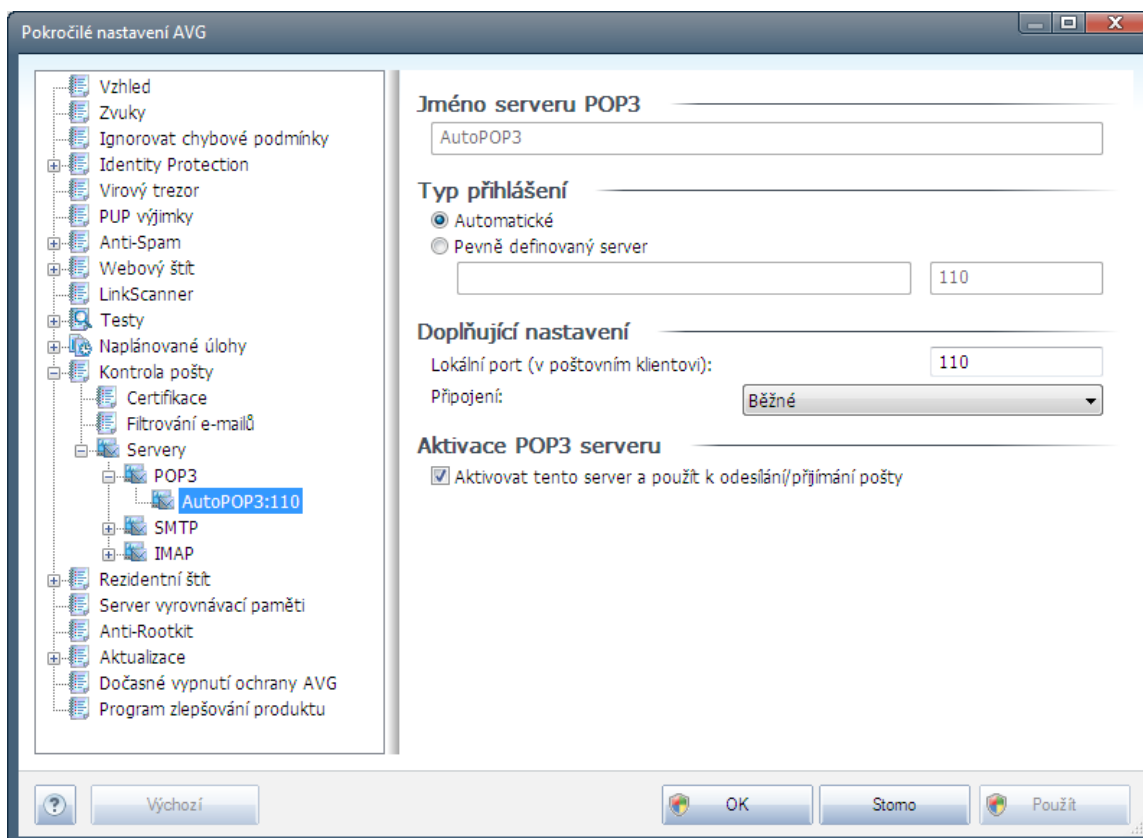 Pokročilé nastavení AVG
Vzhled
Zvuky
Ignorovat chybové podmínky
Identity Protection
Virový trezor
PUP výjimky
Anti-Spam
Webový štít
LinkScanner
Testy
Naplánované úlohy
Kontrola pošty
Certifikace
Filtrování e-mailů
Servery
POP3
AutoPOP3:110
SMTP
IMAP
Rezidentní štít
Server vyrovnávací paměti
Anti-Rootkit
Aktualizace
Dočasné vypnutí ochrany AVG
Program zlepšování produktu
Jméno serveru POP3
AutoPOP3
Typ přihlášení
Automatické
Pevně definovaný server
110
Doplňující nastavení
Lokální port (v poštovním klientovi): 110
Připojení: Běžné
Aktivace POP3 serveru
Aktivovat tento server a použít k odesílání/přijímání pošty
? Výchozí OK Storno Použít